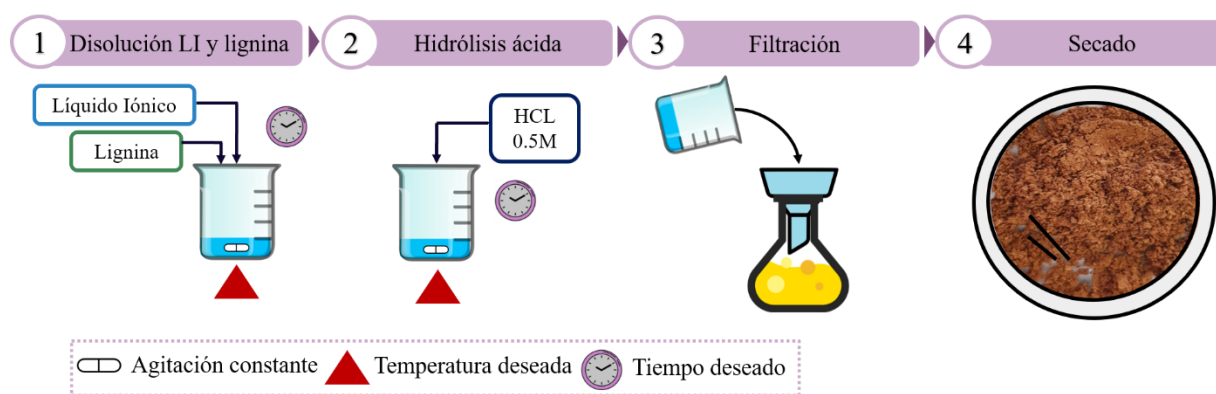 1 Disolución LI y lignina
2 Hidrólisis ácida
3 Filtración
4 Secado
Líquido Iónico
Lignina
HCL
0.5M
Agitación constante
Temperatura deseada
Tiempo deseado